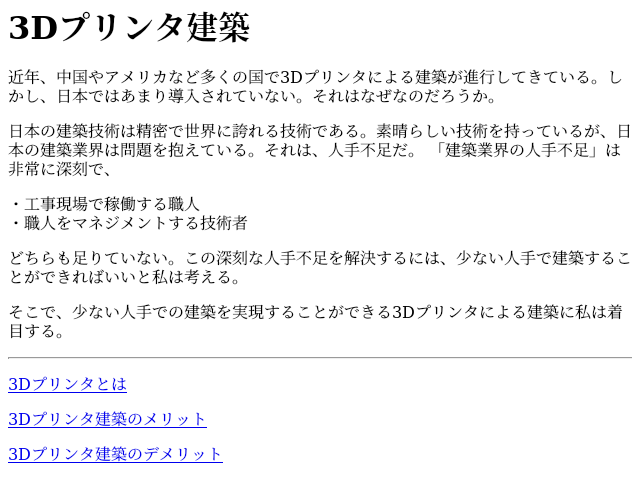 3Dプリンタ建築
近年、中国やアメリカなど多くの国で3Dプリンタによる建築が進行してきている。し
かし、日本ではあまり導入されていない。それはなぜなのだろうか。
日本の建築技術は精密で世界に誇れる技術である。素晴らしい技術を持っているが、日
本の建築業界は問題を抱えている。それは、人手不足だ。 「建築業界の人手不足」は
非常に深刻で、
・工事現場で稼働する職人
・職人をマネジメントする技術者
どちらも足りていない。この深刻な人手不足を解決するには、少ない人手で建築するこ
とができればいいと私は考える。
そこで、少ない人手での建築を実現することができる3Dプリンタによる建築に私は着
目する。
3Dプリンタとは
3Dプリンタ建築のメリット
3Dプリンタ建築のデメリット